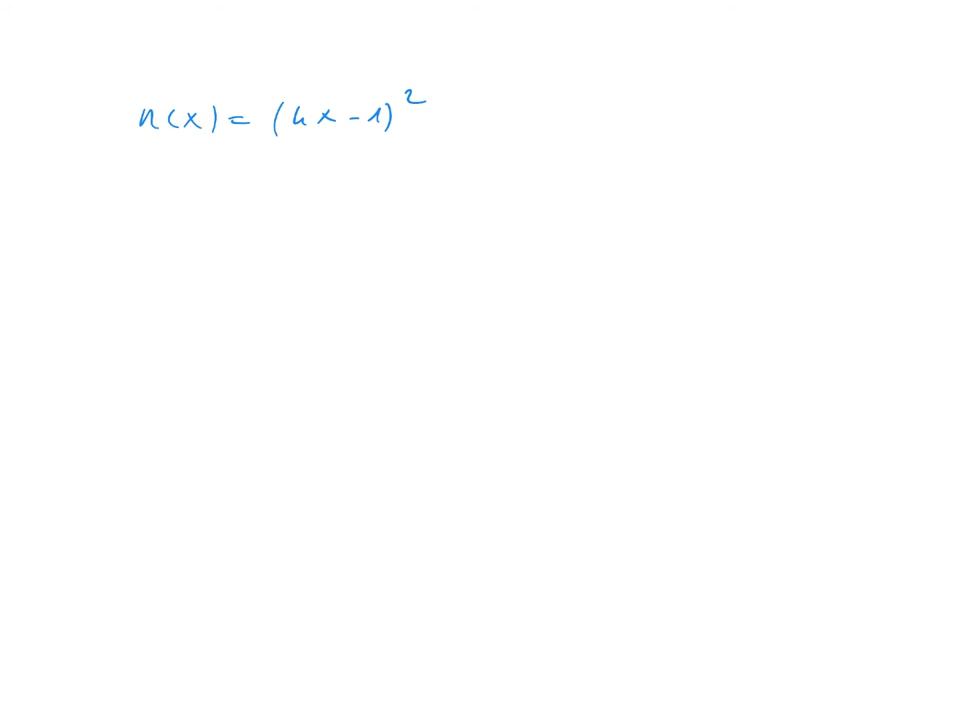 n(x) = (4x - 1)²